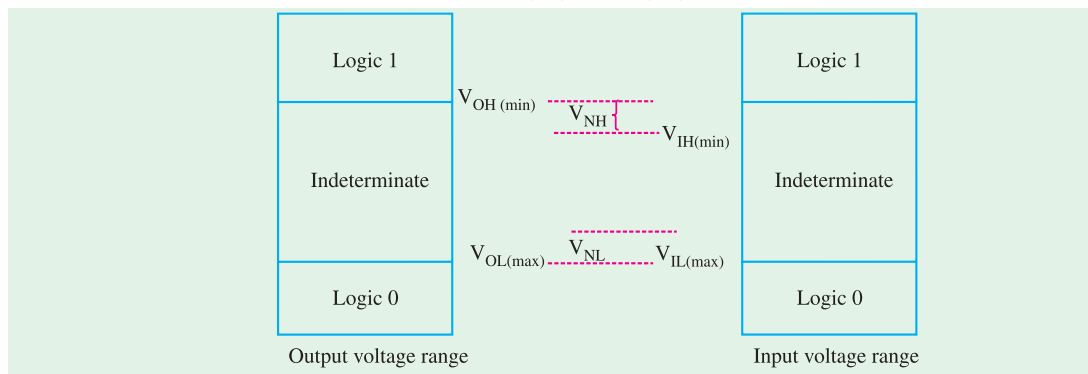 Logic 1
Logic 1
V_OH (min)
V_NH
V_IH(min)
Indeterminate
Indeterminate
V_OL(max)
V_NL
V_IL(max)
Logic 0
Logic 0
Output voltage range
Input voltage range